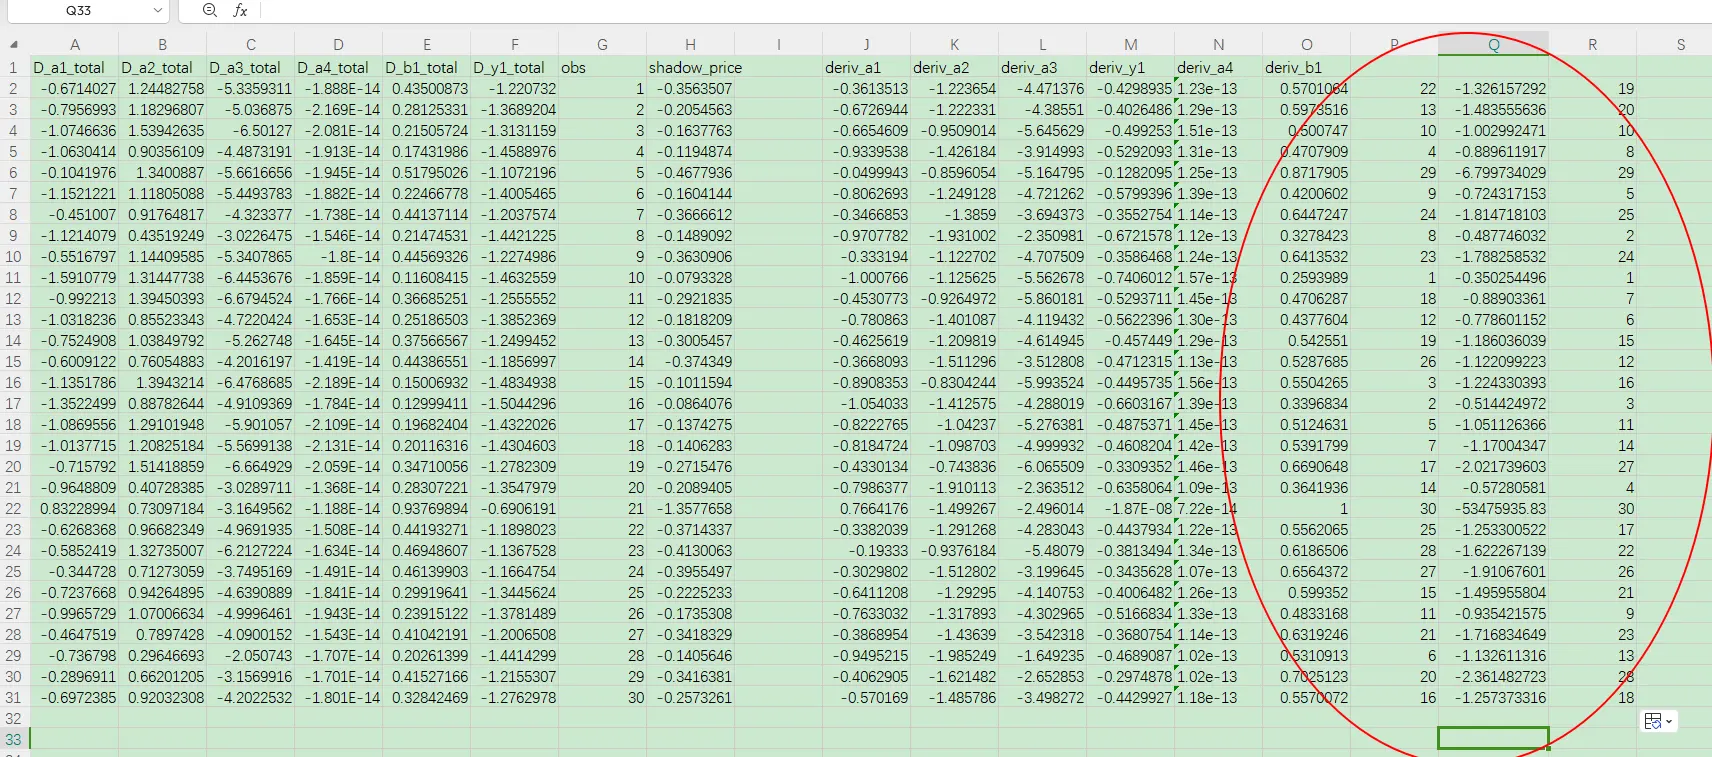 Q33 fx
A B C D E F G H I J K L M N O P Q R S
1 D_a1_total D_a2_total D_a3_total D_a4_total D_b1_total D_y1_total obs shadow_price deriv_a1 deriv_a2 deriv_a3 deriv_y1 deriv_a4 deriv_b1
2 -0.6714027 1.24482758 -5.3359311 -1.888E-14 0.43500873 -1.220732 1 -0.3563507 -0.3613513 -1.223654 -4.471376 -0.4298935 1.23e-13 0.5701064 22 -1.326157292 19
3 -0.7956993 1.18296807 -5.036875 -2.169E-14 0.28125331 -1.3689204 2 -0.2054563 -0.6726944 -1.222331 -4.38551 -0.4026486 1.29e-13 0.5973516 13 -1.483555636 20
4 -1.0746636 1.53942635 -6.50127 -2.081E-14 0.21505724 -1.3131159 3 -0.1637763 -0.6654609 -0.9509014 -5.645629 -0.499253 1.51e-13 0.500747 10 -1.002992471 10
5 -1.0630414 0.90356109 -4.4873191 -1.913E-14 0.17431986 -1.4588976 4 -0.1194874 -0.9339538 -1.426184 -3.914993 -0.5292093 1.31e-13 0.4707909 4 -0.889611917 8
6 -0.1041976 1.3400887 -5.6616656 -1.945E-14 0.51795026 -1.1072196 5 -0.4677936 -0.0499943 -0.8596054 -5.164795 -0.1282095 1.25e-13 0.8717905 29 -6.799734029 29
7 -1.1521221 1.11805088 -5.4493783 -1.882E-14 0.22466778 -1.4005465 6 -0.1604144 -0.8062693 -1.249128 -4.721262 -0.5799396 1.39e-13 0.4200602 9 -0.724317153 5
8 -0.451007 0.91764817 -4.323377 -1.738E-14 0.44137114 -1.2037574 7 -0.3666612 -0.3466853 -1.3859 -3.694373 -0.3552754 1.14e-13 0.6447247 24 -1.814718103 25
9 -1.1214079 0.43519249 -3.0226475 -1.546E-14 0.21474531 -1.4421225 8 -0.1489092 -0.9707782 -1.931002 -2.350981 -0.6721578 1.12e-13 0.3278423 8 -0.487746032 2
10 -0.5516797 1.14409585 -5.3407865 -1.8E-14 0.44569326 -1.2274986 9 -0.3630906 -0.333194 -1.122702 -4.707509 -0.3586468 1.24e-13 0.6413532 23 -1.788258532 24
11 -1.5910779 1.31447738 -6.4453676 -1.859E-14 0.11608415 -1.4632559 10 -0.0793328 -1.000766 -1.125625 -5.562678 -0.7406012 1.57e-13 0.2593989 1 -0.350254496 1
12 -0.992213 1.39450393 -6.6794524 -1.766E-14 0.36685251 -1.2555552 11 -0.2921835 -0.4530773 -0.9264972 -5.860181 -0.5293711 1.45e-13 0.4706287 18 -0.88903361 7
13 -1.0318236 0.85523343 -4.7220424 -1.653E-14 0.25186503 -1.3852369 12 -0.1818209 -0.780863 -1.401087 -4.119432 -0.5622396 1.30e-13 0.4377604 12 -0.778601152 6
14 -0.7524908 1.03849792 -5.262748 -1.645E-14 0.37566567 -1.2499452 13 -0.3005457 -0.4625619 -1.209819 -4.614945 -0.457449 1.29e-13 0.542551 19 -1.186036039 15
15 -0.6009122 0.76054883 -4.2016197 -1.419E-14 0.44386551 -1.1856997 14 -0.374349 -0.3668093 -1.511296 -3.512808 -0.4712315 1.13e-13 0.5287685 26 -1.122099223 12
16 -1.1351786 1.3943214 -6.4768685 -2.189E-14 0.15006932 -1.4834938 15 -0.1011594 -0.8908353 -0.8304244 -5.993524 -0.4495735 1.56e-13 0.5504265 3 -1.224330393 16
17 -1.3522499 0.88782644 -4.9109369 -1.784E-14 0.12999411 -1.5044296 16 -0.0864076 -1.054033 -1.412575 -4.288019 -0.6603167 1.39e-13 0.3396834 2 -0.514424972 3
18 -1.0869556 1.29101948 -5.901057 -2.109E-14 0.19682404 -1.4322026 17 -0.1374275 -0.8222765 -1.04237 -5.276381 -0.4875371 1.45e-13 0.5124631 5 -1.051126366 11
19 -1.0137715 1.20825184 -5.5699138 -2.131E-14 0.20116316 -1.4304603 18 -0.1406283 -0.8184724 -1.098703 -4.999932 -0.4608204 1.42e-13 0.5391799 7 -1.17004347 14
20 -0.715792 1.51418859 -6.664929 -2.059E-14 0.34710056 -1.2782309 19 -0.2715476 -0.4330134 -0.743836 -6.065509 -0.3309352 1.46e-13 0.6690648 17 -2.021739603 27
21 -0.9648809 0.40728385 -3.0289711 -1.368E-14 0.28307221 -1.3547979 20 -0.2089405 -0.7986377 -1.910113 -2.363512 -0.6358064 1.09e-13 0.3641936 14 -0.57280581 4
22 0.83228994 0.73097184 -3.1649562 -1.188E-14 0.93769894 -0.6906191 21 -1.3577658 0.7664176 -1.499267 -2.496014 -1.87E-08 7.22e-14 1 30 -53475935.83 30
23 -0.6268368 0.96682349 -4.9691935 -1.508E-14 0.44193271 -1.1898023 22 -0.3714337 -0.3382039 -1.291268 -4.283043 -0.4437934 1.22e-13 0.5562065 25 -1.253300522 17
24 -0.5852419 1.32735007 -6.2127224 -1.634E-14 0.46948607 -1.1367528 23 -0.4130063 -0.19333 -0.9376184 -5.48079 -0.3813494 1.34e-13 0.6186506 28 -1.622267139 22
25 -0.344728 0.71273059 -3.7495169 -1.491E-14 0.46139903 -1.1664754 24 -0.3955497 -0.3029802 -1.512802 -3.199645 -0.3435628 1.07e-13 0.6564372 27 -1.91067601 26
26 -0.7237668 0.94264895 -4.6390889 -1.841E-14 0.29919641 -1.3445624 25 -0.2225233 -0.6411208 -1.29295 -4.140753 -0.4006482 1.26e-13 0.599352 15 -1.495955804 21
27 -0.9965729 1.07006634 -4.9996461 -1.943E-14 0.23915122 -1.3781489 26 -0.1735308 -0.7633032 -1.317893 -4.302965 -0.5166834 1.33e-13 0.4833168 11 -0.935421575 9
28 -0.4647519 0.7897428 -4.0900152 -1.543E-14 0.41042191 -1.2006508 27 -0.3418329 -0.3868954 -1.43639 -3.542318 -0.3680754 1.14e-13 0.6319246 21 -1.716834649 23
29 -0.736798 0.29646693 -2.050743 -1.707E-14 0.20261399 -1.4414299 28 -0.1405646 -0.9495215 -1.985249 -1.649235 -0.4689087 1.02e-13 0.5310913 6 -1.132611316 13
30 -0.2896911 0.66201205 -3.1569916 -1.701E-14 0.41527166 -1.2155307 29 -0.3416381 -0.4062905 -1.621482 -2.652853 -0.2974878 1.02e-13 0.7025123 20 -2.361482723 28
31 -0.6972385 0.92032308 -4.2022532 -1.801E-14 0.32842469 -1.2762978 30 -0.2573261 -0.570169 -1.485786 -3.498272 -0.4429927 1.18e-13 0.5570072 16 -1.257373316 18
32
33